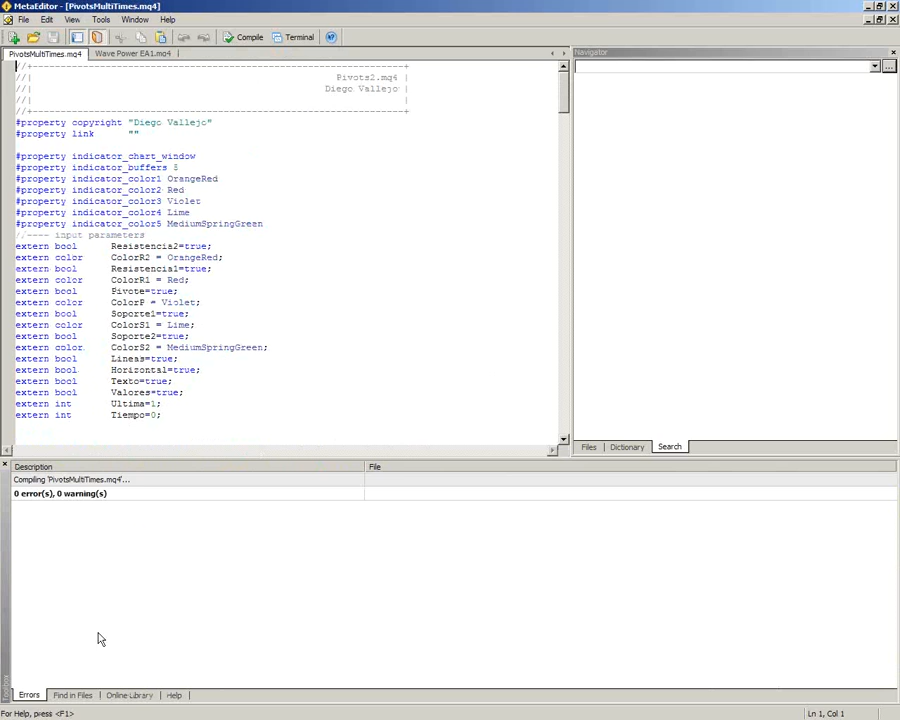 MetaEditor - [PivotsMultiTimes.mq4]
File Edit View Tools Window Help
Compile Terminal
PivotsMultiTimes.mq4 Wave Power EA1.mq4
Navigator
//+------------------------------------------------------------------+
//| Pivots2.mq4 |
//| Diego Vallejo |
//| |
//+------------------------------------------------------------------+
#property copyright "Diego Vallejo"
#property link ""
#property indicator_chart_window
#property indicator_buffers 5
#property indicator_color1 OrangeRed
#property indicator_color2 Red
#property indicator_color3 Violet
#property indicator_color4 Lime
#property indicator_color5 MediumSpringGreen
//---- input parameters
extern bool Resistencia2=true;
extern color ColorR2 = OrangeRed;
extern bool Resistencia1=true;
extern color ColorR1 = Red;
extern bool Pivote=true;
extern color ColorP = Violet;
extern bool Soporte1=true;
extern color ColorS1 = Lime;
extern bool Soporte2=true;
extern color ColorS2 = MediumSpringGreen;
extern bool Lineas=true;
extern bool Horizontal=true;
extern bool Texto=true;
extern bool Valores=true;
extern int Ultima=1;
extern int Tiempo=0;
Files Dictionary Search
Description File
Compiling 'PivotsMultiTimes.mq4'...
0 error(s), 0 warning(s)
Toolbox
Errors Find in Files Online Library Help
For Help, press <F1> Ln 1, Col 1